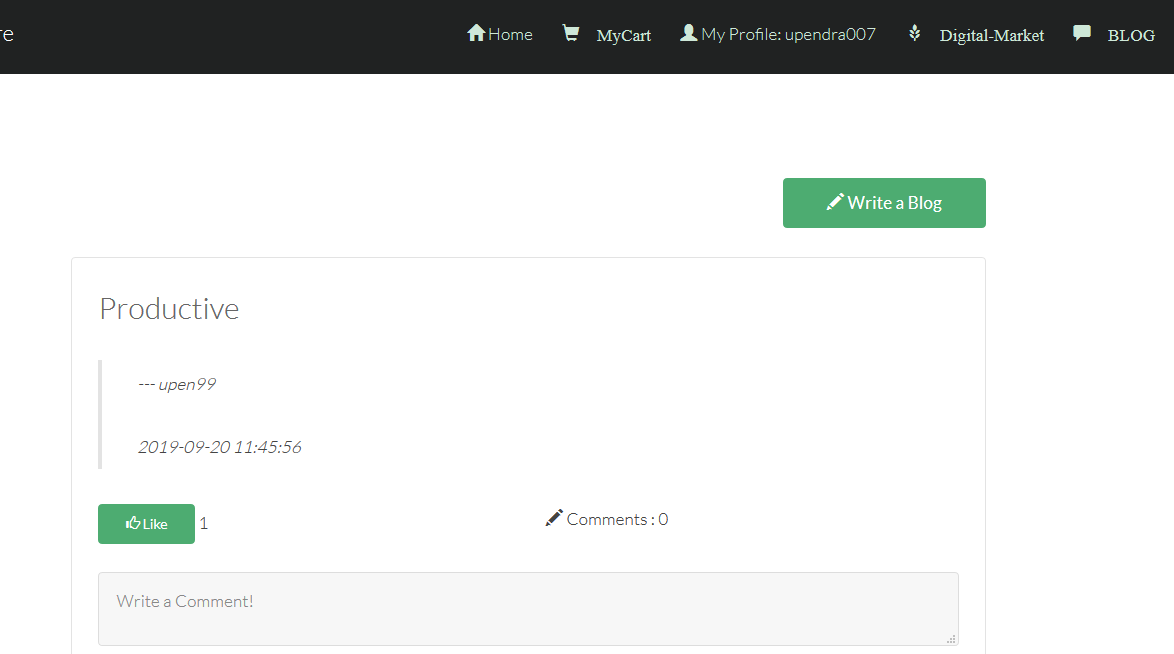 Home MyCart My Profile: upendra007 Digital-Market BLOG
Write a Blog
Productive
--- upen99
2019-09-20 11:45:56
Like 1 Comments : 0
Write a Comment!